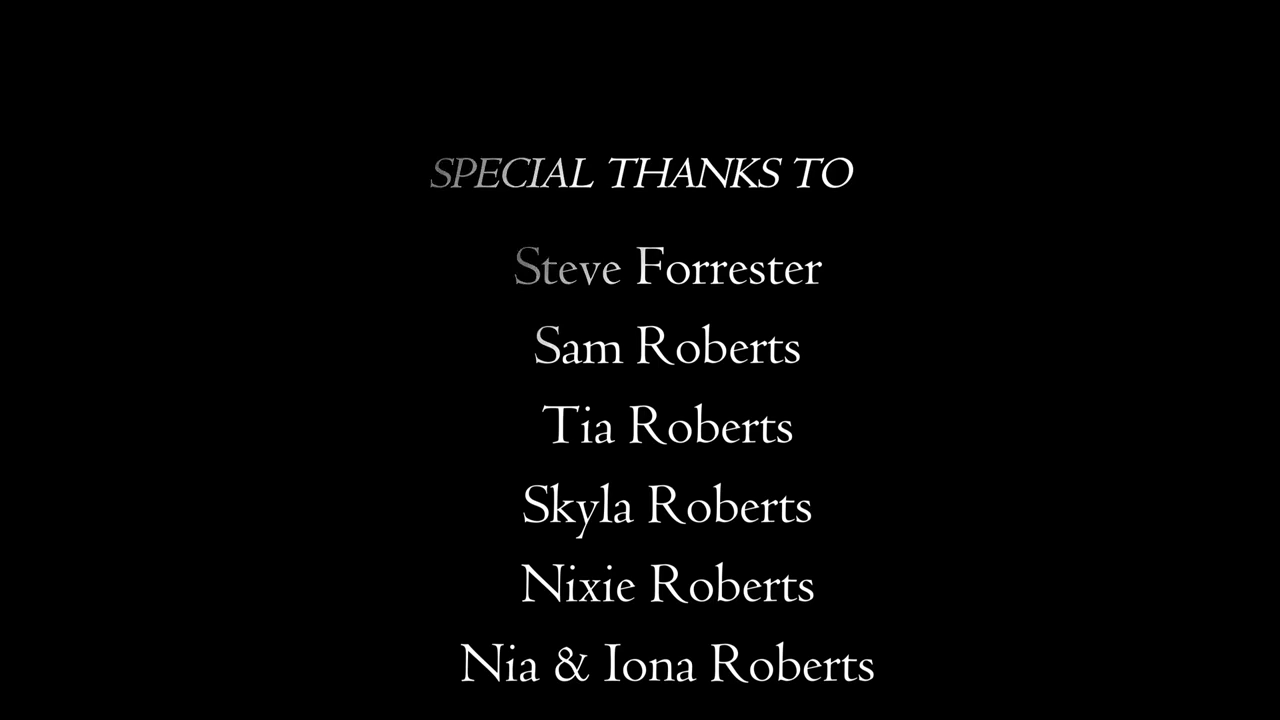 SPECIAL THANKS TO
Steve Forrester
Sam Roberts
Tia Roberts
Skyla Roberts
Nixie Roberts
Nia & Iona Roberts